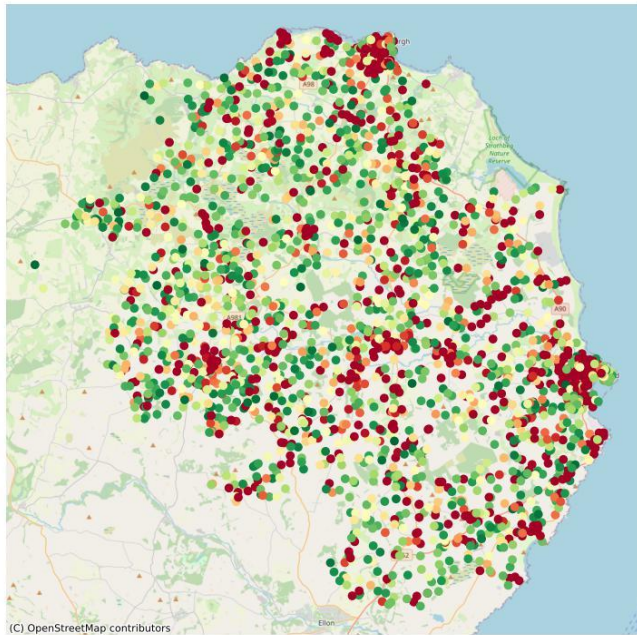 rgh
A98
Loch of
Strathbeg
Nature
Reserve
A981
A90
Ellon
(C) OpenStreetMap contributors